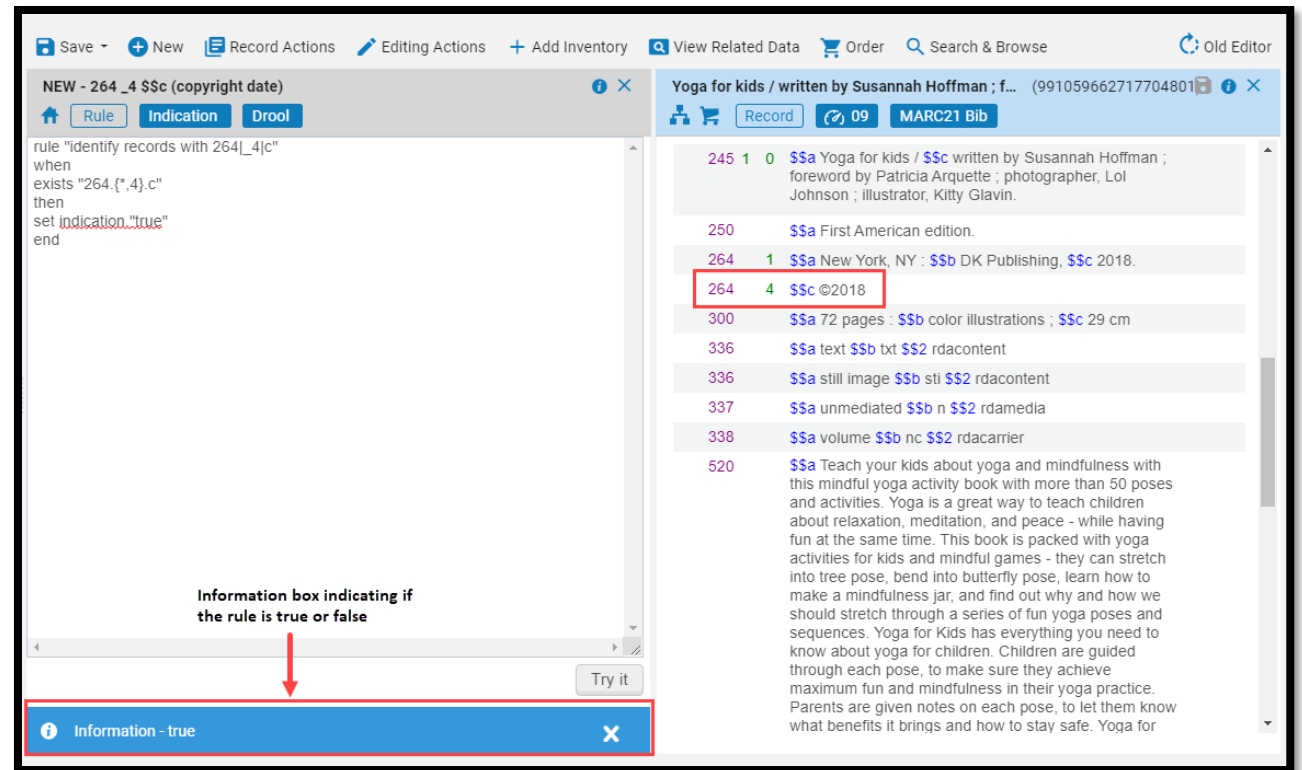 Save New Record Actions Editing Actions Add Inventory View Related Data Order Search & Browse Old Editor
NEW - 264 _4 $$c (copyright date)
Rule Indication Drool
rule "identify records with 264|_4|c"
when
exists "264.{*,4}.c"
then
set indication."true"
end
Information box indicating if
the rule is true or false
Try it
Information - true
Yoga for kids / written by Susannah Hoffman ; f... (991059662717704801
Record 09 MARC21 Bib
245 1 0 $$a Yoga for kids / $$c written by Susannah Hoffman ;
foreword by Patricia Arquette ; photographer, Lol
Johnson ; illustrator, Kitty Glavin.
250 $$a First American edition.
264 1 $$a New York, NY : $$b DK Publishing, $$c 2018.
264 4 $$c ©2018
300 $$a 72 pages : $$b color illustrations ; $$c 29 cm
336 $$a text $$b txt $$2 rdacontent
336 $$a still image $$b sti $$2 rdacontent
337 $$a unmediated $$b n $$2 rdamedia
338 $$a volume $$b nc $$2 rdacarrier
520 $$a Teach your kids about yoga and mindfulness with
this mindful yoga activity book with more than 50 poses
and activities. Yoga is a great way to teach children
about relaxation, meditation, and peace - while having
fun at the same time. This book is packed with yoga
activities for kids and mindful games - they can stretch
into tree pose, bend into butterfly pose, learn how to
make a mindfulness jar, and find out why and how we
should stretch through a series of fun yoga poses and
sequences. Yoga for Kids has everything you need to
know about yoga for children. Children are guided
through each pose, to make sure they achieve
maximum fun and mindfulness in their yoga practice.
Parents are given notes on each pose, to let them know
what benefits it brings and how to stay safe. Yoga for